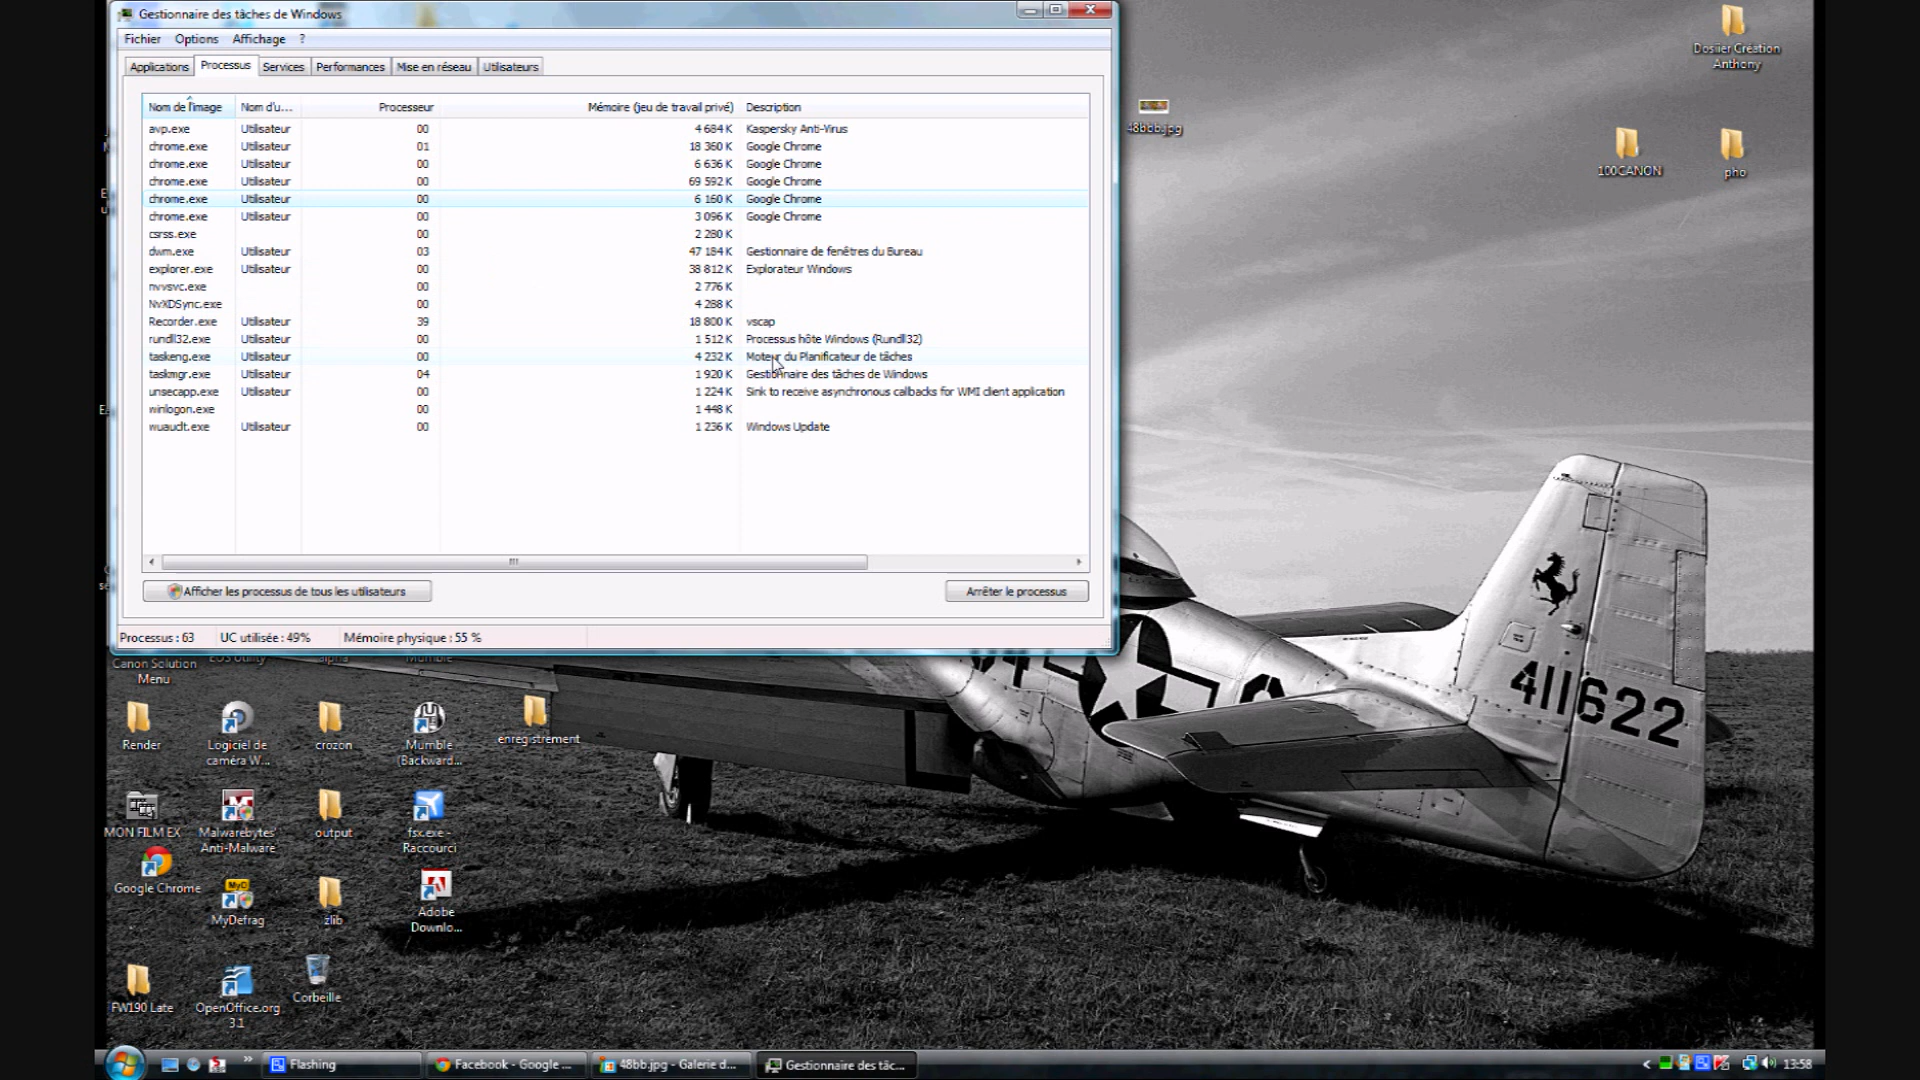 Gestionnaire des tâches de Windows
Fichier Options Affichage ?
Applications Processus Services Performances Mise en réseau Utilisateurs
Nom de l'image Nom d'u... Processeur Mémoire (jeu de travail privé) Description
avp.exe Utilisateur 00 4 684 K Kaspersky Anti-Virus
chrome.exe Utilisateur 01 18 360 K Google Chrome
chrome.exe Utilisateur 00 6 636 K Google Chrome
chrome.exe Utilisateur 00 69 592 K Google Chrome
chrome.exe Utilisateur 00 6 160 K Google Chrome
chrome.exe Utilisateur 00 3 096 K Google Chrome
csrss.exe 00 2 280 K
dwm.exe Utilisateur 03 47 184 K Gestionnaire de fenêtres du Bureau
explorer.exe Utilisateur 00 38 812 K Explorateur Windows
nvvsvc.exe 00 2 776 K
NvXDSync.exe 00 4 288 K
Recorder.exe Utilisateur 39 18 800 K vscap
rundll32.exe Utilisateur 00 1 512 K Processus hôte Windows (Rundll32)
taskeng.exe Utilisateur 00 4 232 K Moteur du Planificateur de tâches
taskmgr.exe Utilisateur 04 1 920 K Gestionnaire des tâches de Windows
unsecapp.exe Utilisateur 00 1 224 K Sink to receive asynchronous callbacks for WMI client application
winlogon.exe 00 1 448 K
wuauclt.exe Utilisateur 00 1 236 K Windows Update
Afficher les processus de tous les utilisateurs Arrêter le processus
Processus : 63 UC utilisée : 49% Mémoire physique : 55 %
Dossier Création
Anthony
48bbb.jpg
100CANON
pho
Canon Solution
Menu
EOS Utility
alpha
Mumble
Render
Logiciel de
caméra W...
crozon
Mumble
(Backward...
enregistrement
MON FILM EX
Malwarebytes'
Anti-Malware
output
fsx.exe -
Raccourci
Google Chrome
MyDefrag
zlib
Adobe
Downlo...
FW190 Late
OpenOffice.org
3.1
Corbeille
411622
Flashing
Facebook - Google ...
48bb.jpg - Galerie d...
Gestionnaire des tâc...
13:58